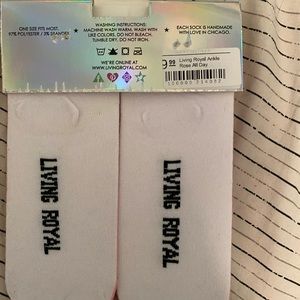 ONE SIZE FITS MOST.
97% POLYESTER / 3% SPANDEX
WASHING INSTRUCTIONS:
MACHINE WASH WARM. WASH WITH
LIKE COLORS. DO NOT BLEACH.
TUMBLE DRY. DO NOT IRON.
EACH SOCK IS HANDMADE
WITH LOVE IN CHICAGO.
WE'RE ONLINE AT
WWW.LIVINGROYAL.COM
9.99
Living Royal Ankle
Rose All Day
LIVING ROYAL
LIVING ROYAL